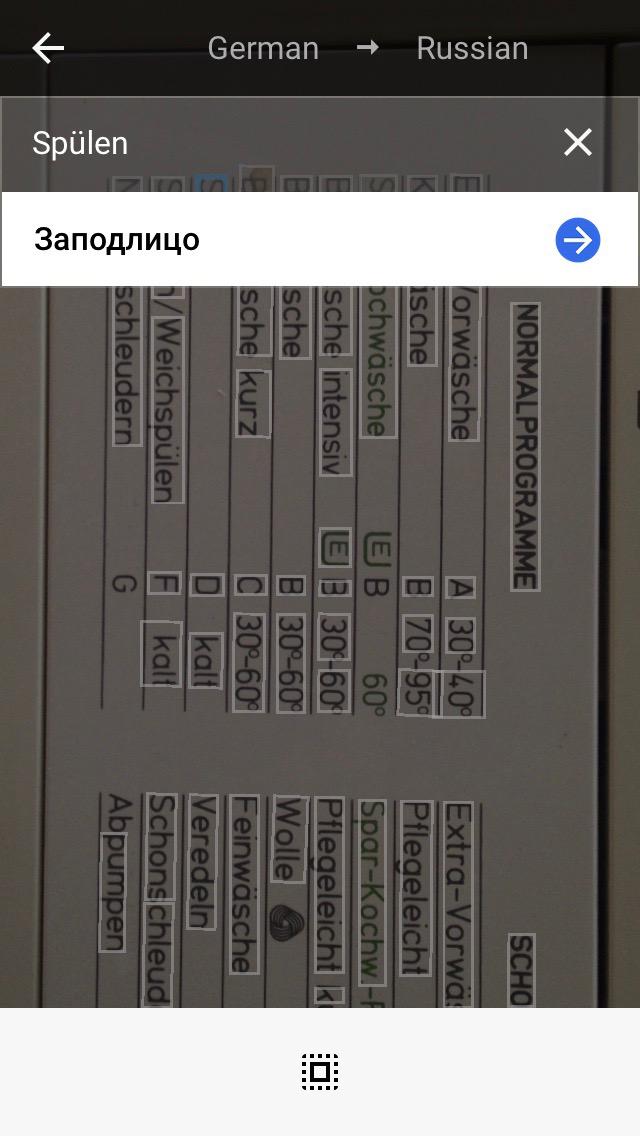 German → Russian
Spülen
Заподлицо
NORMALPROGRAMME
Vorwäsche A 30°-40°
äsche B 70°-95°
ochwäsche E B 60°
sche intensiv E B 30°-60°
sche B 30°-60°
sche kurz C 30°-60°
D kalt
n/Weichspülen F kalt
schleudern G
SCHO
Extra-Vorwäs
Pflegeleicht
Spar-Kochw.-P
Pflegeleicht k
Wolle
Feinwäsche
Veredeln
Schonschleud
Abpumpen